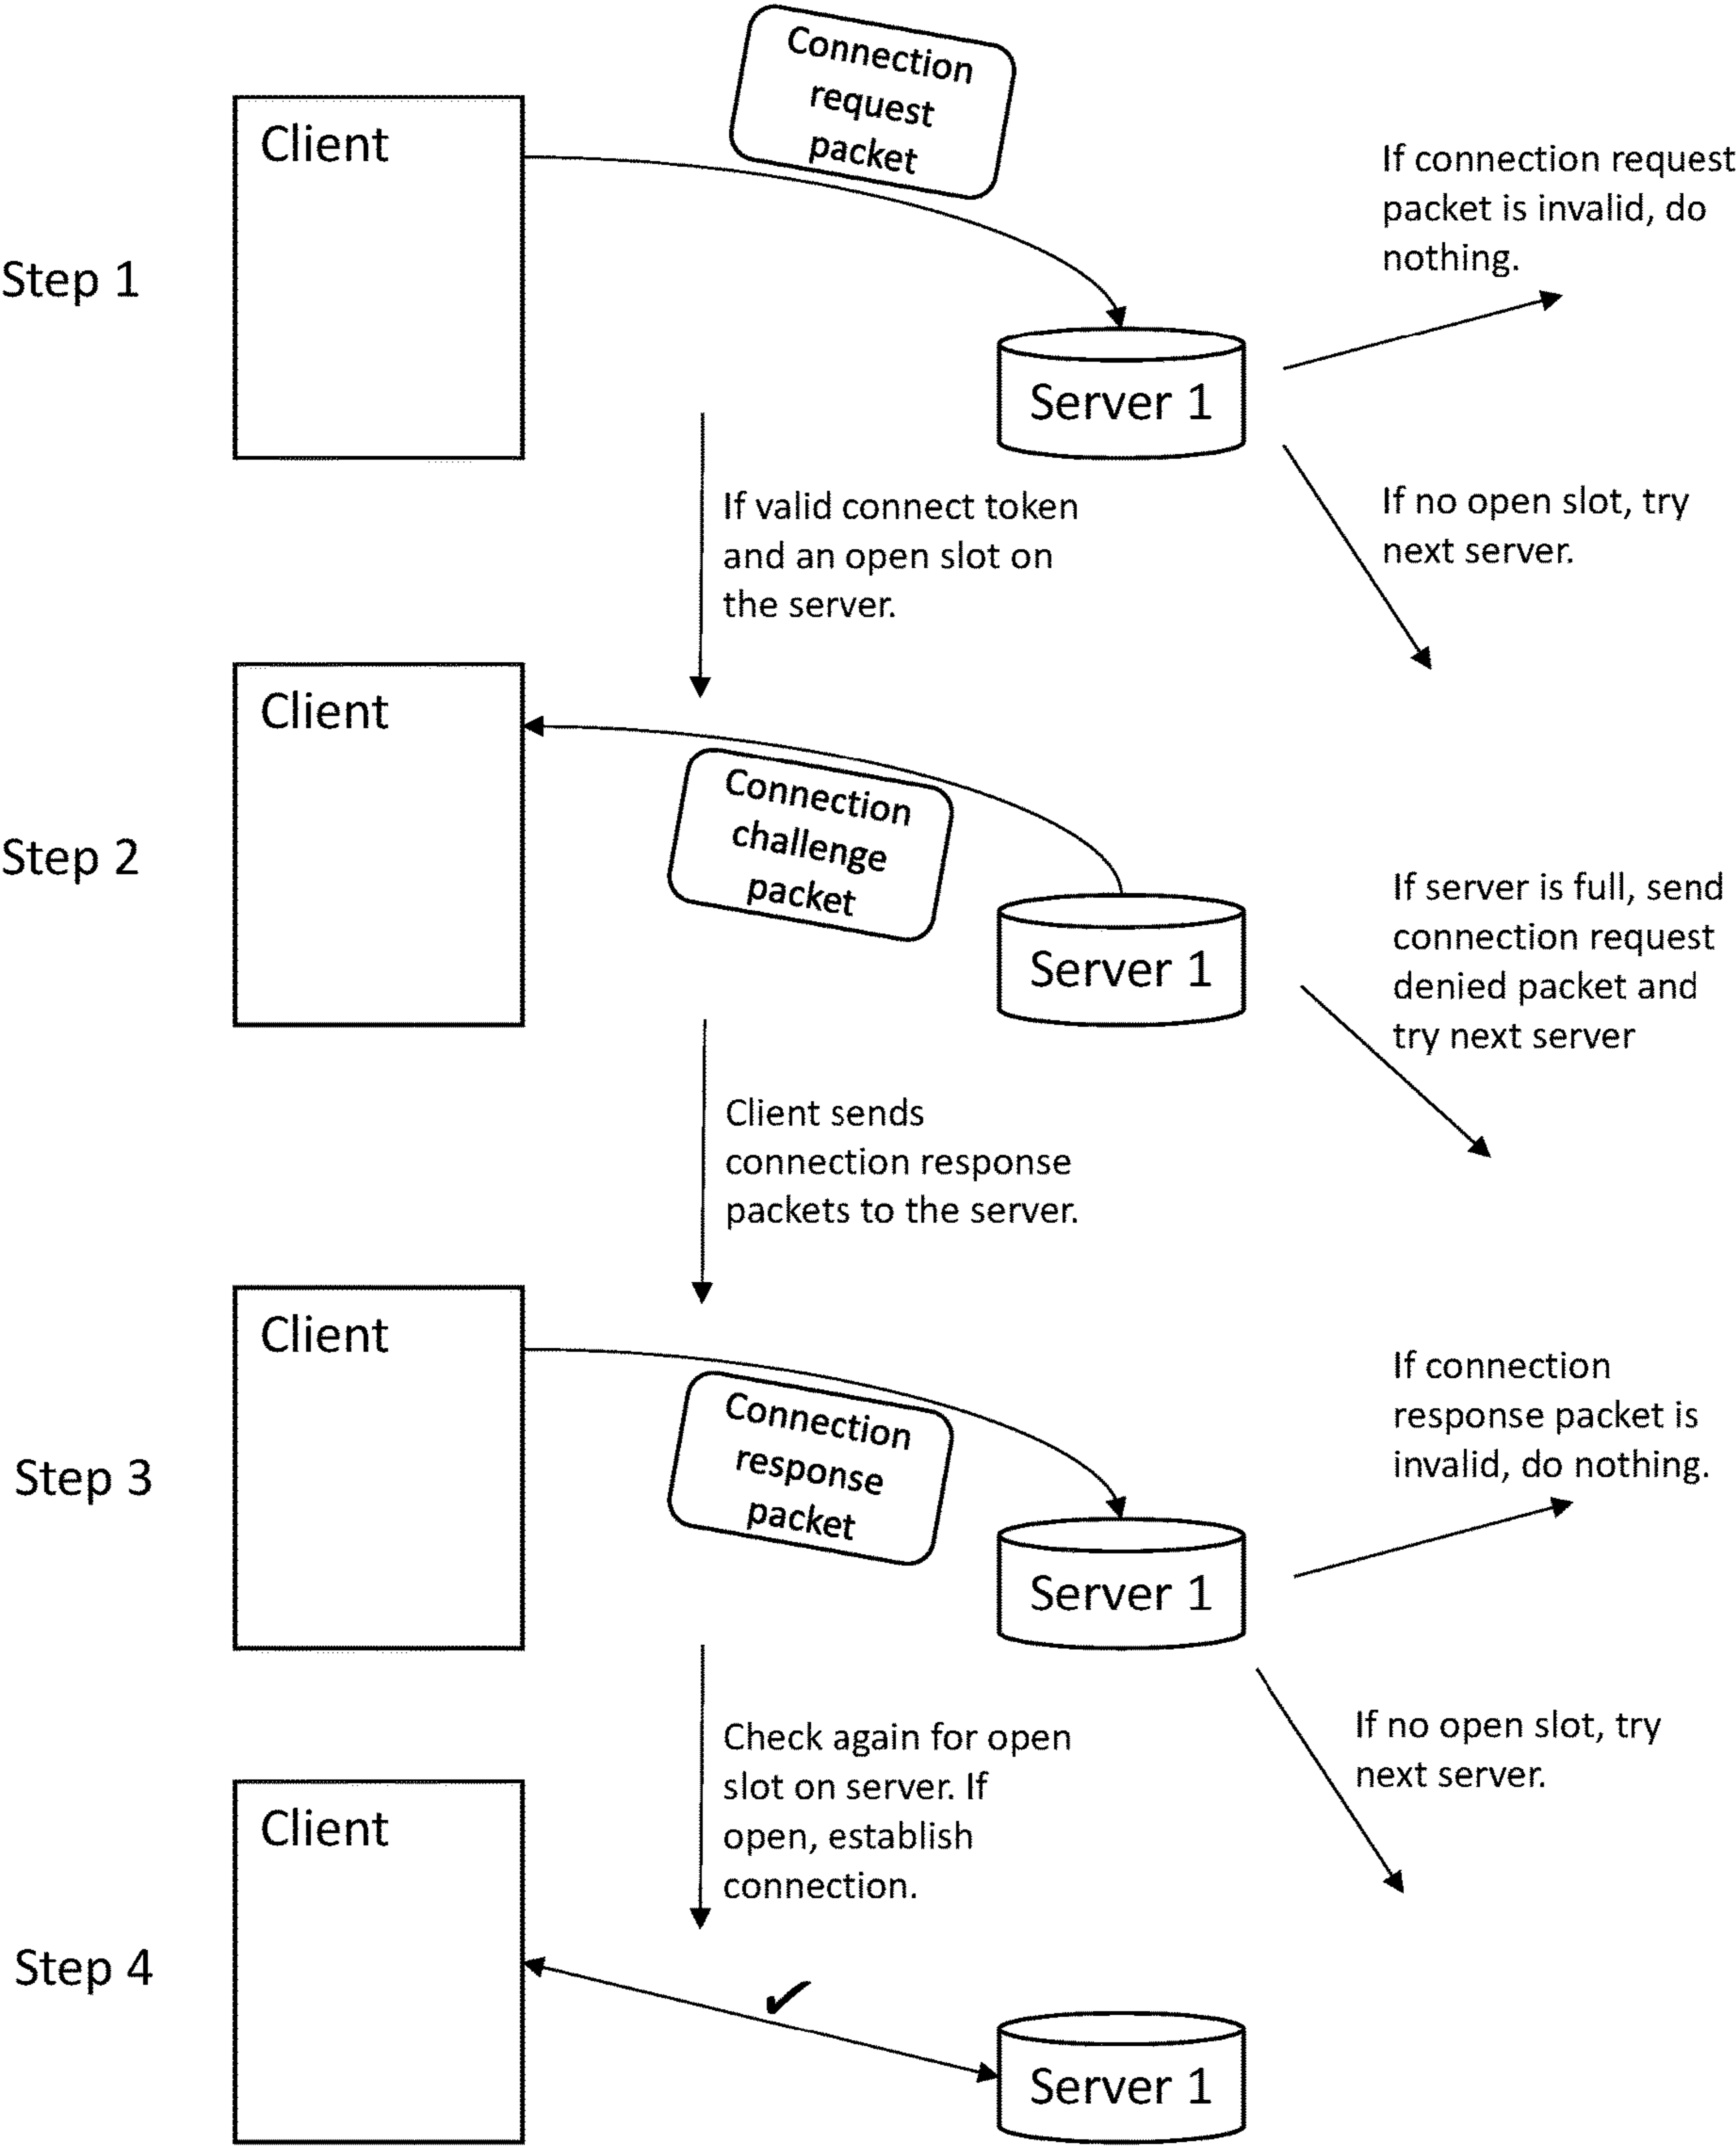 Connection
request
packet
Client
If connection request
packet is invalid, do
nothing.
Step 1
Server 1
If valid connect token
and an open slot on
the server.
If no open slot, try
next server.
Client
Connection
challenge
packet
Step 2
Server 1
If server is full, send
connection request
denied packet and
try next server
Client sends
connection response
packets to the server.
Client
Connection
response
packet
If connection
response packet is
invalid, do nothing.
Step 3
Server 1
Check again for open
slot on server. If
open, establish
connection.
If no open slot, try
next server.
Client
Step 4
✓
Server 1